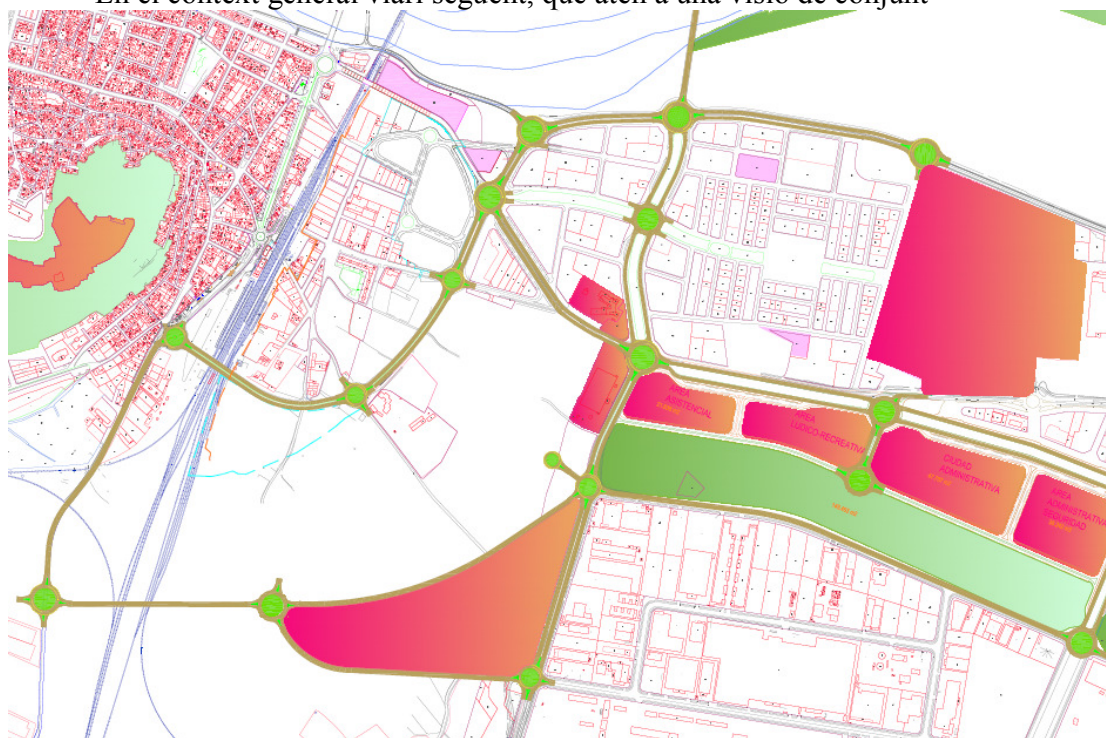 En el context general viari següent, que atén a una visió de conjunt
AREA
ASISTENCIAL
AREA
LUDICO-RECREATIVA
CIUDAD
ADMINISTRATIVA
AREA
ADMINISTRATIVA
SEGURIDAD